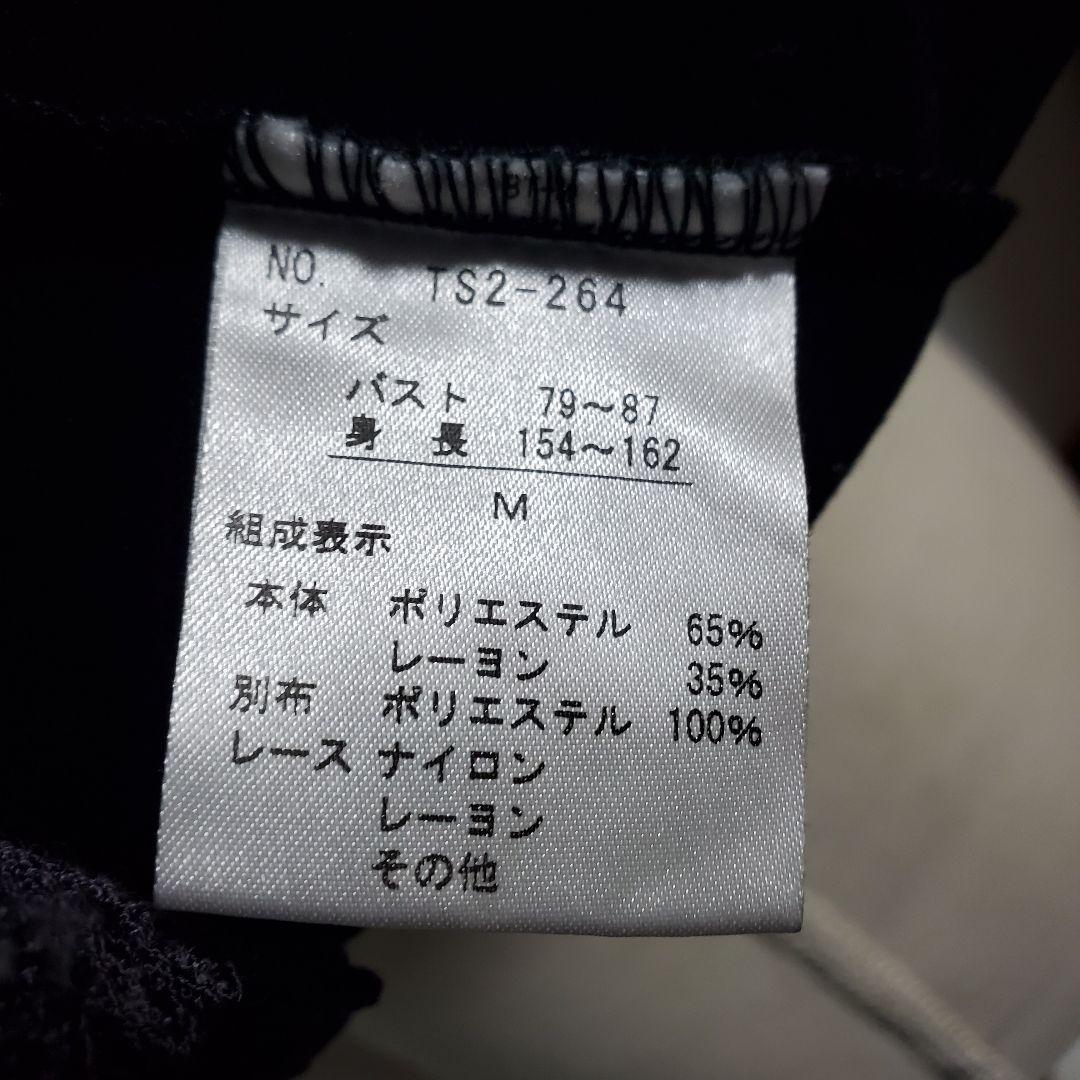 NO. TS2-264
サイズ
バスト 79～87
身長 154～162
M
組成表示
本体 ポリエステル 65%
レーヨン 35%
別布 ポリエステル 100%
レース ナイロン
レーヨン
その他